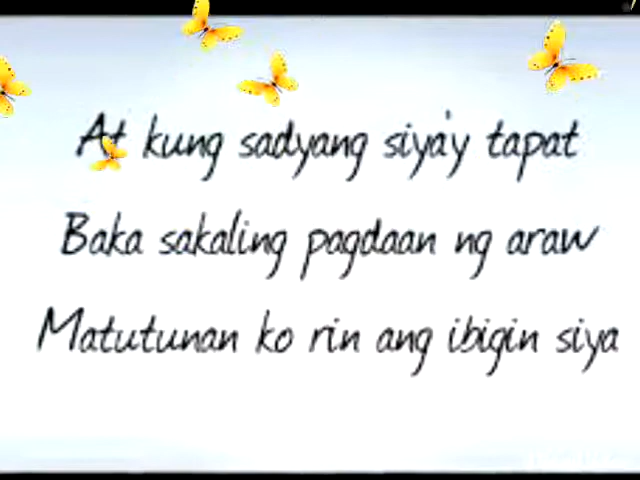 At kung sadyang siya'y tapat
Baka sakaling pagdaan ng araw
Matutunan ko rin ang ibigin siya